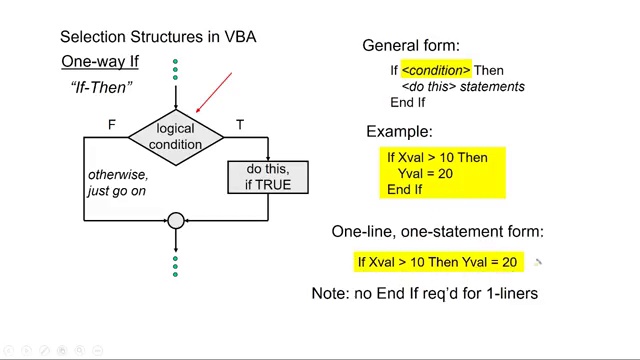 Selection Structures in VBA
One-way If
“If-Then”
F
T
logical
condition
otherwise,
just go on
do this,
if TRUE
General form:
If <condition> Then
<do this> statements
End If
Example:
If Xval > 10 Then
Yval = 20
End If
One-line, one-statement form:
If Xval > 10 Then Yval = 20
Note: no End If req’d for 1-liners